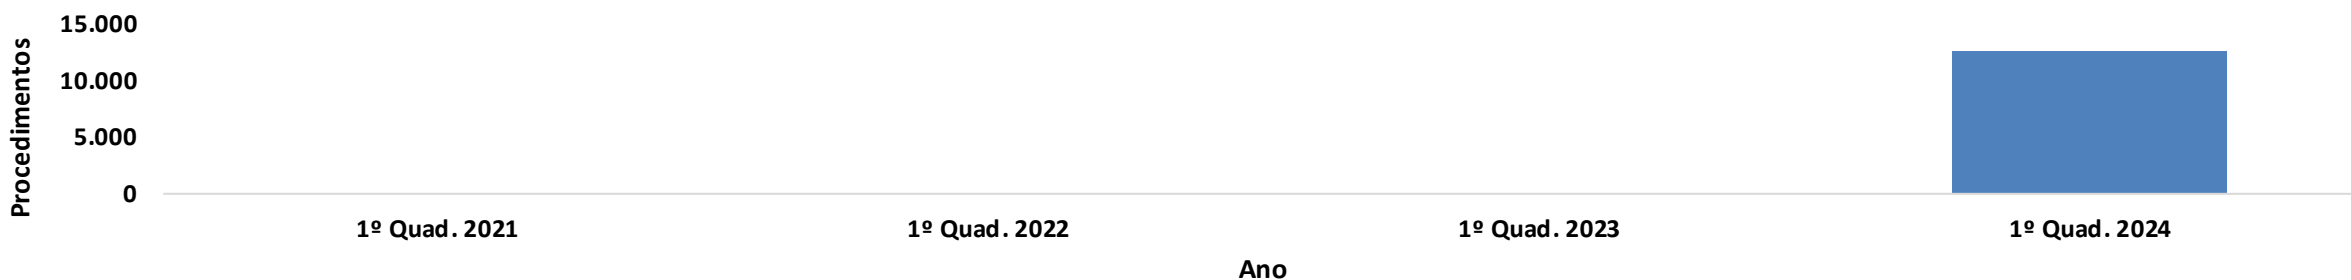 Procedimentos
15.000
10.000
5.000
0
1º Quad. 2021
1º Quad. 2022
1º Quad. 2023
1º Quad. 2024
Ano